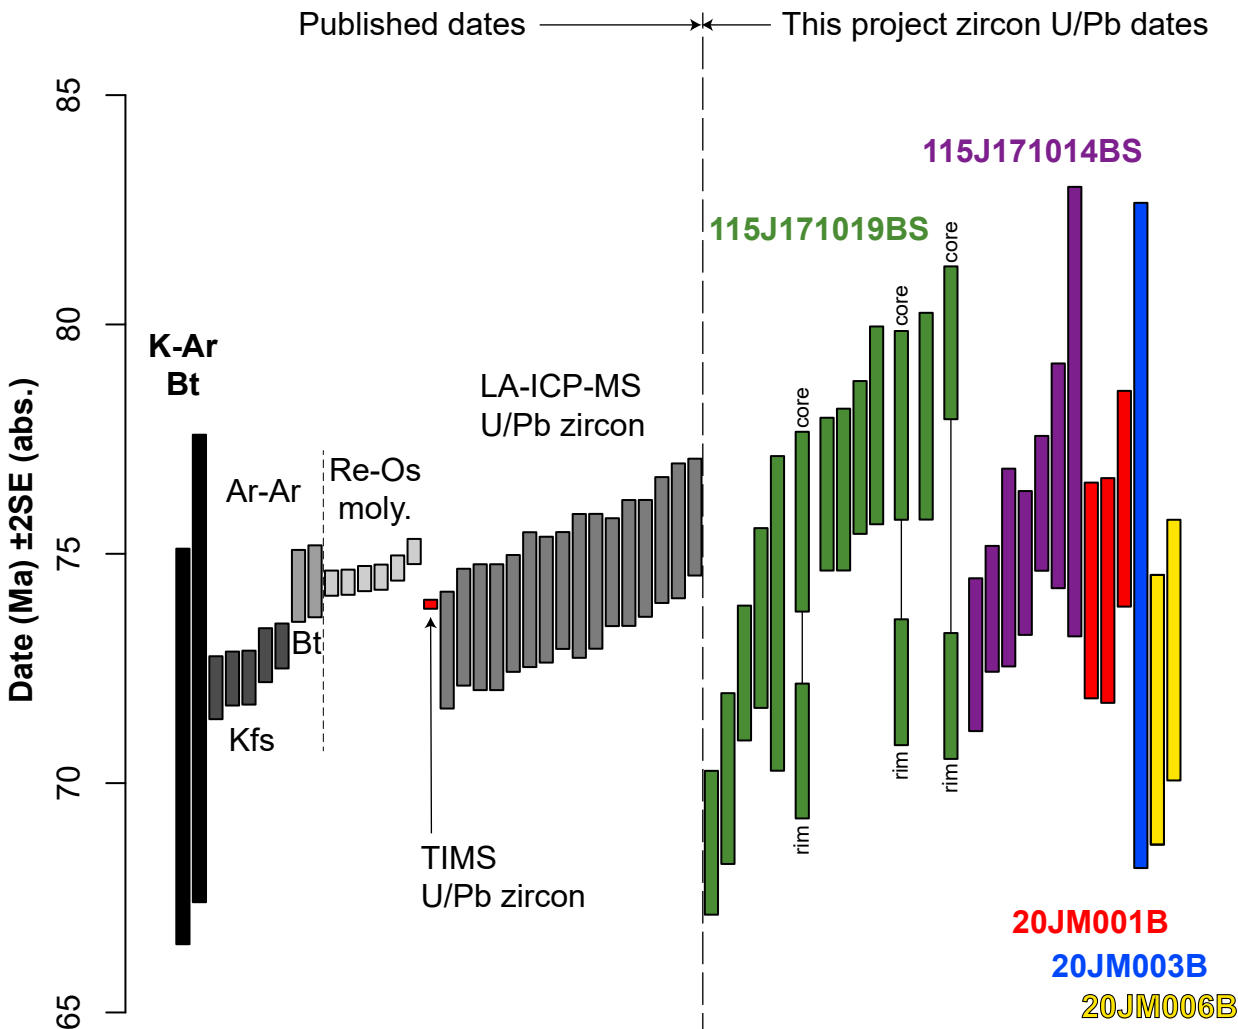 Published dates
This project zircon U/Pb dates
Date (Ma) ±2SE (abs.)
85
80
75
70
65
K-Ar
Bt
Ar-Ar
Bt
Kfs
Re-Os
moly.
LA-ICP-MS
U/Pb zircon
TIMS
U/Pb zircon
115J171019BS
core
rim
core
rim
core
rim
115J171014BS
20JM001B
20JM003B
20JM006B